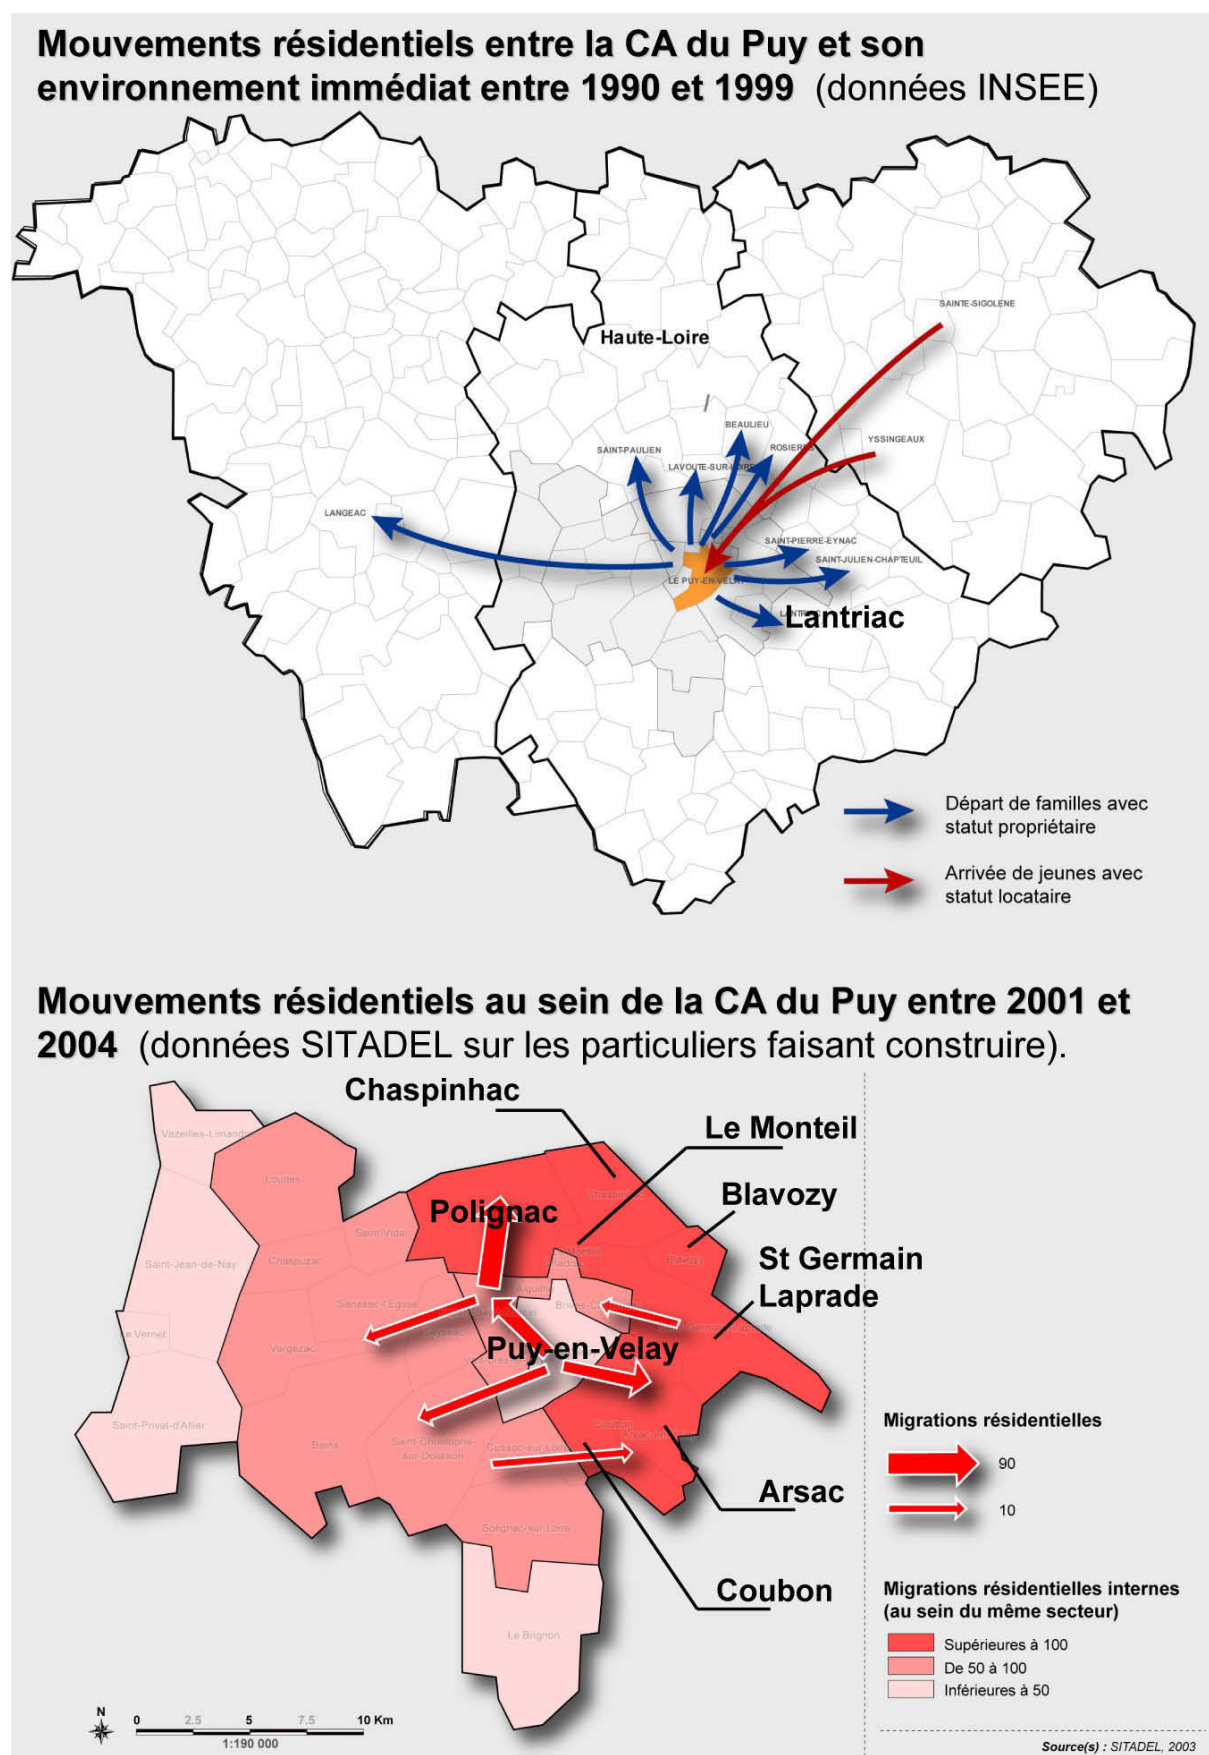 Mouvements résidentiels entre la CA du Puy et son
environnement immédiat entre 1990 et 1999 (données INSEE)
SAINTE-SIGOLENE
Haute-Loire
BEAULIEU
YSSINGEAUX
SAINT-PAULIEN
ROSIERES
LAVOUTE-SUR-LOIRE
LANGEAC
SAINT-PIERRE-EYNAC
SAINT-JULIEN-CHAPTEUIL
LE PUY-EN-VELAY
Lantriac
Départ de familles avec
statut propriétaire
Arrivée de jeunes avec
statut locataire
Mouvements résidentiels au sein de la CA du Puy entre 2001 et
2004 (données SITADEL sur les particuliers faisant construire).
Chaspinhac
Le Monteil
Vazeilles-Limandre
Loudes
Chaspinhac
Blavozy
Polignac
Saint-Vidal
St Germain
Laprade
Saint-Jean-de-Nay
Chaspuzac
Blavozy
Sanssac-l'Eglise
Le Vernet
Vergezac
Puy-en-Velay
Saint-Privat-d'Allier
Bains
Saint-Christophe-
sur-Dolaison
Cussac-sur-Loire
Coubon
Migrations résidentielles
90
10
Arsac
Solignac-sur-Loire
Coubon
Le Brignon
Migrations résidentielles internes
(au sein du même secteur)
Supérieures à 100
De 50 à 100
Inférieures à 50
N
0 2.5 5 7.5 10 Km
1:190 000
Source(s) : SITADEL, 2003